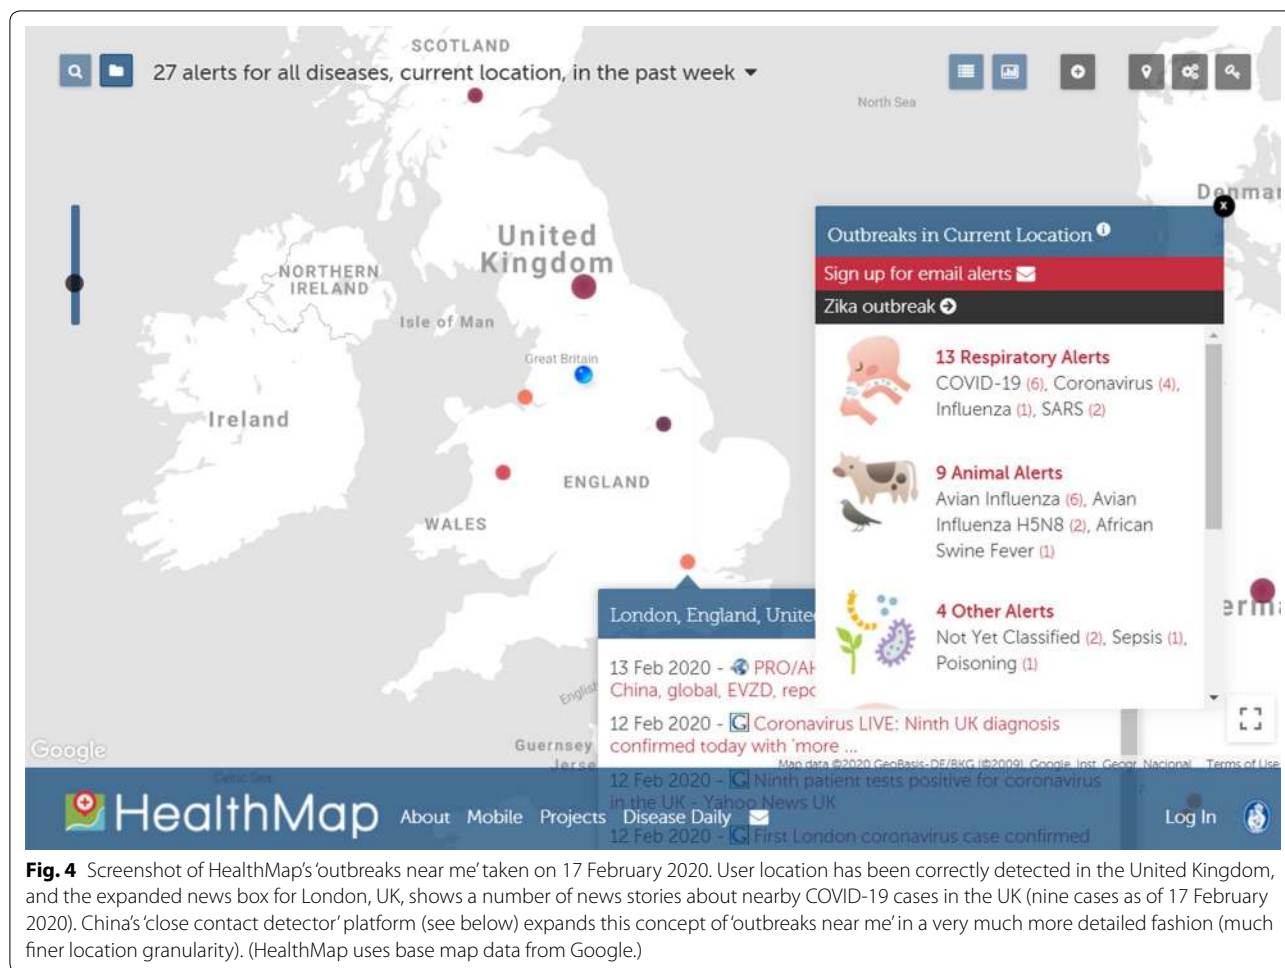 SCOTLAND
27 alerts for all diseases, current location, in the past week
North Sea
Denmar
United
Kingdom
NORTHERN
IRELAND
Isle of Man
Great Britain
Ireland
ENGLAND
WALES
Outbreaks in Current Location
Sign up for email alerts
Zika outbreak
13 Respiratory Alerts
COVID-19 (6), Coronavirus (4),
Influenza (1), SARS (2)
9 Animal Alerts
Avian Influenza (6), Avian
Influenza H5N8 (2), African
Swine Fever (1)
4 Other Alerts
Not Yet Classified (2), Sepsis (1),
Poisoning (1)
erma
London, England, Unite
13 Feb 2020 - PRO/AH
China, global, EVZD, repo
12 Feb 2020 - G Coronavirus LIVE: Ninth UK diagnosis
confirmed today with 'more ...
English
Guernsey
Jerse
Google
Map data ©2020 GeoBasis-DE/BKG (©2009), Google, Inst. Geogr. Nacional Terms of Use
Celtic Sea
12 Feb 2020 - G Ninth patient tests positive for coronavirus
in the UK - Yahoo News UK
12 Feb 2020 - G First London coronavirus case confirmed
HealthMap About Mobile Projects Disease Daily Log In
Fig. 4 Screenshot of HealthMap's 'outbreaks near me' taken on 17 February 2020. User location has been correctly detected in the United Kingdom,
and the expanded news box for London, UK, shows a number of news stories about nearby COVID-19 cases in the UK (nine cases as of 17 February
2020). China's 'close contact detector' platform (see below) expands this concept of 'outbreaks near me' in a very much more detailed fashion (much
finer location granularity). (HealthMap uses base map data from Google.)